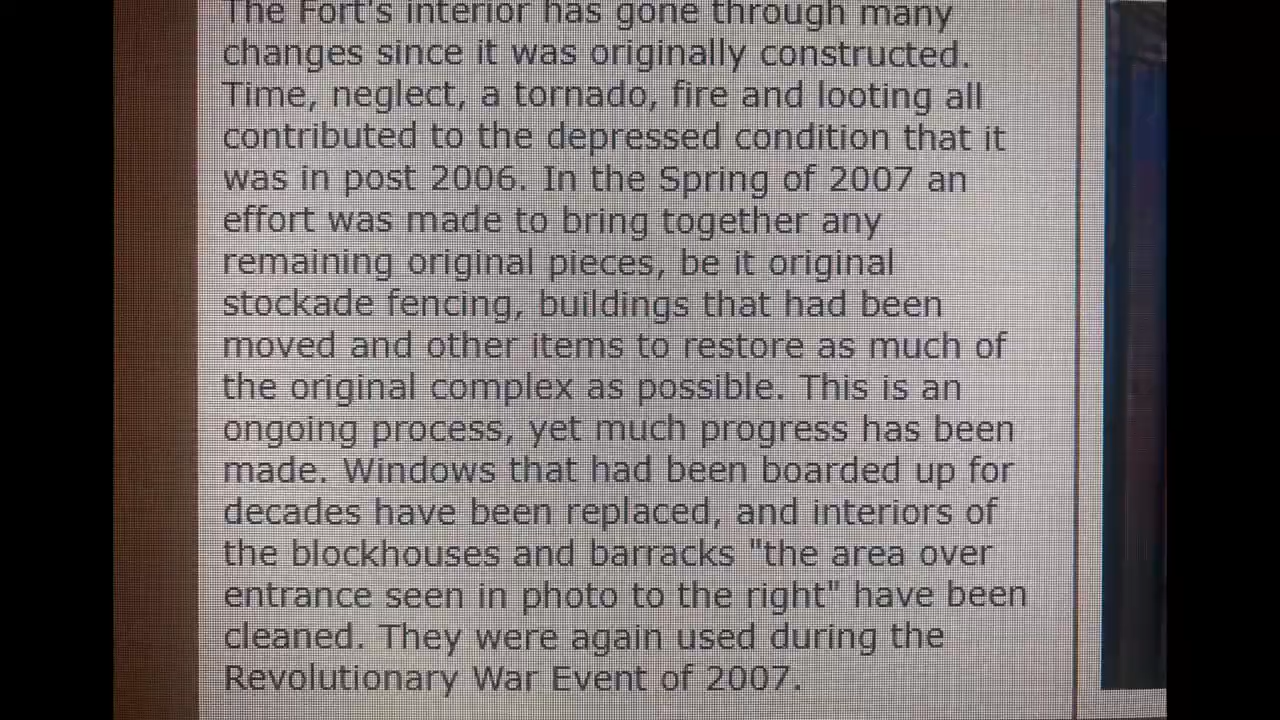 The Fort's interior has gone through many
changes since it was originally constructed.
Time, neglect, a tornado, fire and looting all
contributed to the depressed condition that it
was in post 2006. In the Spring of 2007 an
effort was made to bring together any
remaining original pieces, be it original
stockade fencing, buildings that had been
moved and other items to restore as much of
the original complex as possible. This is an
ongoing process, yet much progress has been
made. Windows that had been boarded up for
decades have been replaced, and interiors of
the blockhouses and barracks "the area over
entrance seen in photo to the right" have been
cleaned. They were again used during the
Revolutionary War Event of 2007.